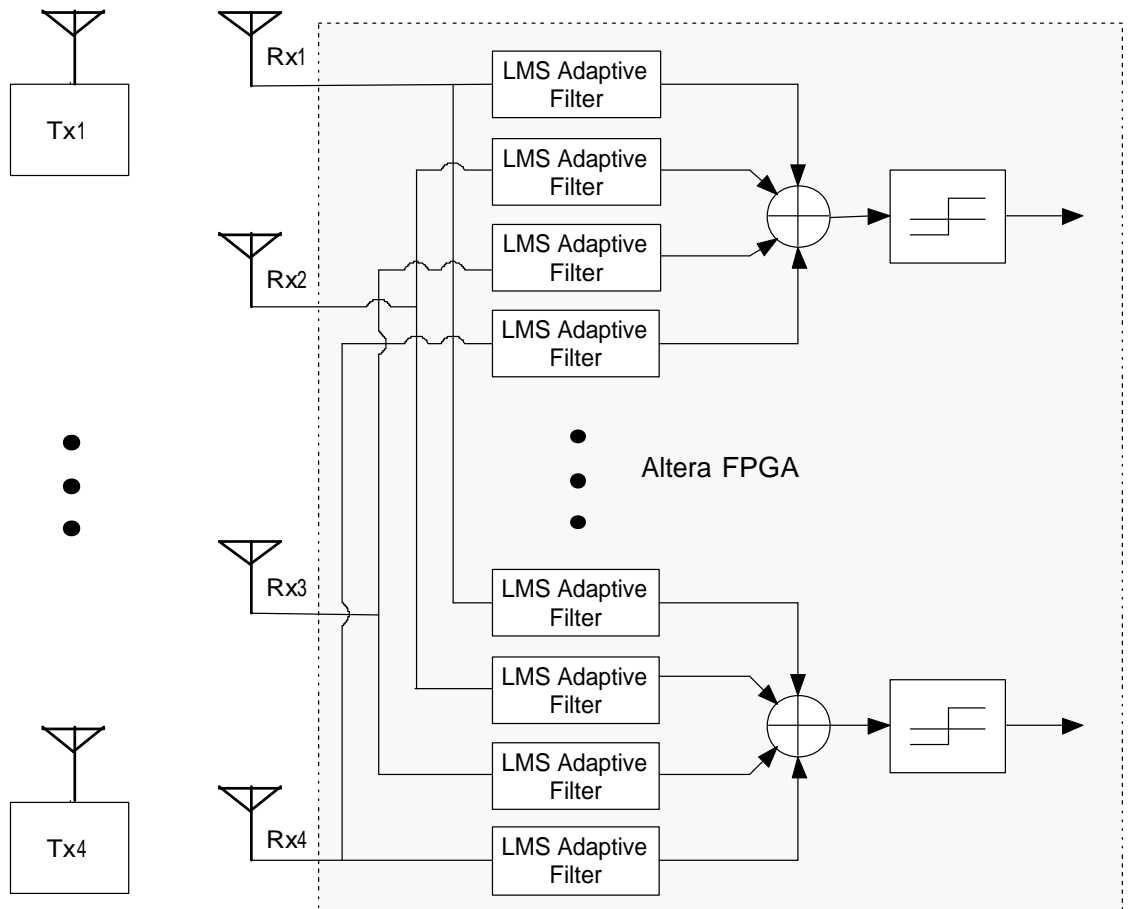 Tx1
Rx1
LMS Adaptive
Filter
LMS Adaptive
Filter
Rx2
LMS Adaptive
Filter
LMS Adaptive
Filter
Altera FPGA
Rx3
LMS Adaptive
Filter
LMS Adaptive
Filter
LMS Adaptive
Filter
Tx4
Rx4
LMS Adaptive
Filter